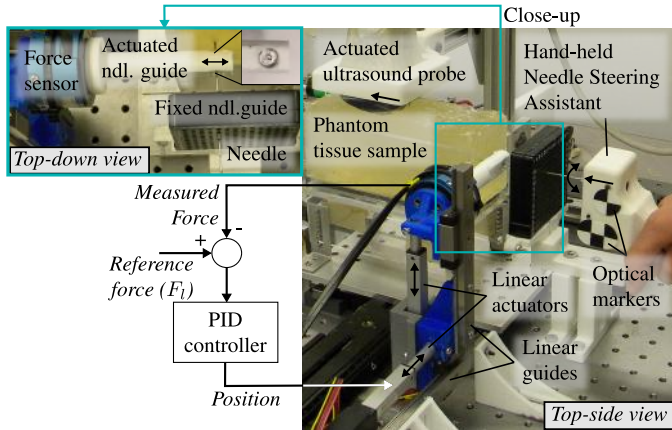 Close-up
Force
sensor
Actuated
ndl. guide
Fixed ndl.guide
Needle
Top-down view
Actuated
ultrasound probe
Phantom
tissue sample
Hand-held
Needle Steering
Assistant
Optical
markers
Linear
actuators
Linear
guides
Top-side view
Measured
Force
+
-
Reference
force (Fₗ)
PID
controller
Position